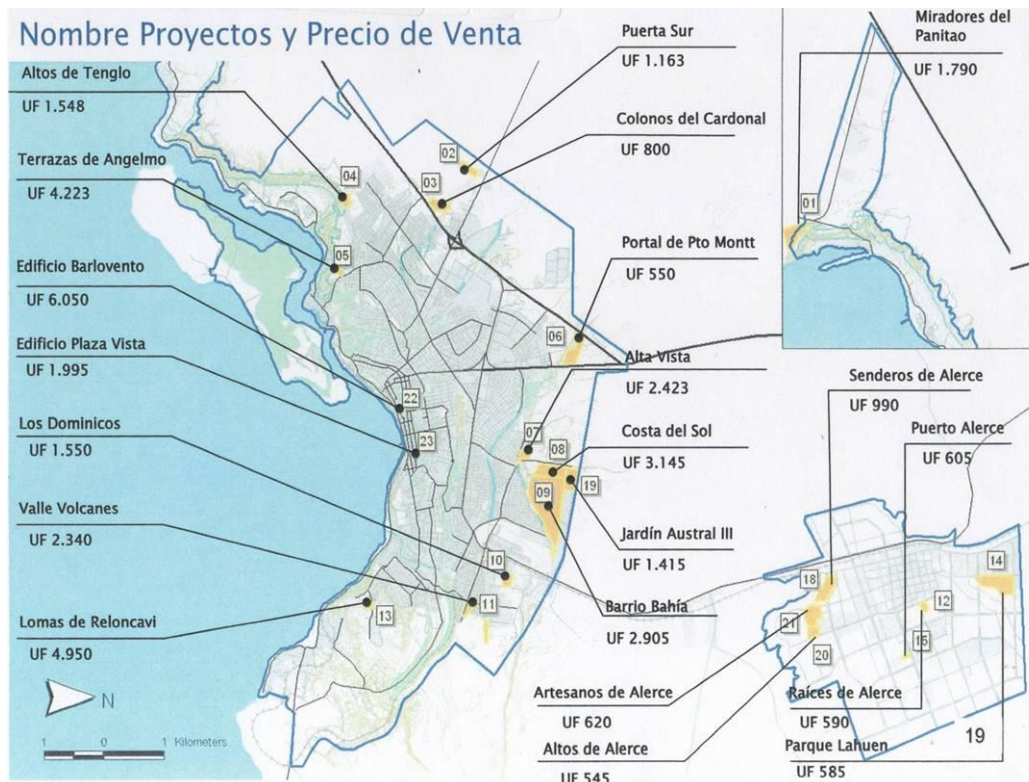 Nombre Proyectos y Precio de Venta
Altos de Tenglo
UF 1.548
Terrazas de Angelmo
UF 4.223
Edificio Barlovento
UF 6.050
Edificio Plaza Vista
UF 1.995
Los Dominicos
UF 1.550
Valle Volcanes
UF 2.340
Lomas de Reloncavi
UF 4.950
N
1 0 1 Kilometers
Puerta Sur
UF 1.163
Colonos del Cardonal
UF 800
Portal de Pto Montt
UF 550
Alta Vista
UF 2.423
Costa del Sol
UF 3.145
Jardín Austral III
UF 1.415
Barrio Bahía
UF 2.905
Artesanos de Alerce
UF 620
Altos de Alerce
UF 545
Miradores del
Panitao
UF 1.790
Senderos de Alerce
UF 990
Puerto Alerce
UF 605
Raíces de Alerce
UF 590
Parque Lahuen
UF 585
02
03
04
05
06
22
07
23
08
19
09
10
11
13
01
14
18
12
21
15
20
19